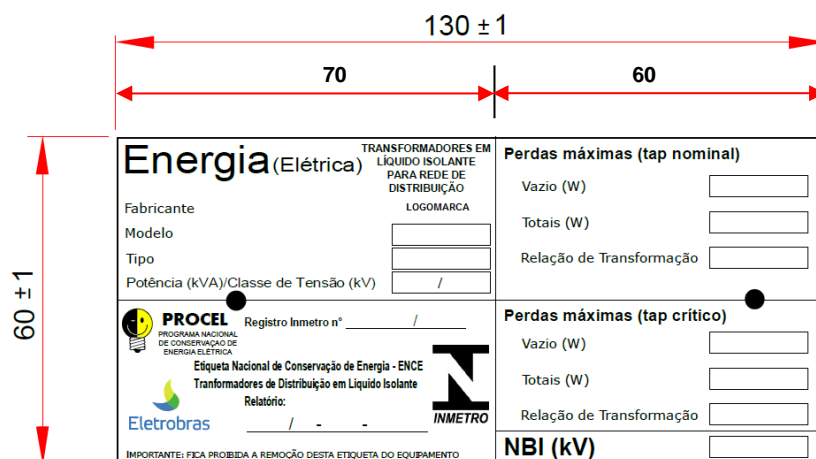 130 ± 1
70
60
60 ± 1
Energia (Elétrica)
TRANSFORMADORES EM
LÍQUIDO ISOLANTE
PARA REDE DE
DISTRIBUIÇÃO
Fabricante
LOGOMARCA
Modelo
Tipo
Potência (kVA)/Classe de Tensão (kV)
/
Perdas máximas (tap nominal)
Vazio (W)
Totais (W)
Relação de Transformação
PROCEL
PROGRAMA NACIONAL
DE CONSERVAÇÃO DE
ENERGIA ELÉTRICA
Registro Inmetro nº ____________ / ____________
Etiqueta Nacional de Conservação de Energia - ENCE
Tranformadores de Distribuição em Liquido Isolante
Relatório:
/ - -
Eletrobras
INMETRO
IMPORTANTE: FICA PROIBIDA A REMOÇÃO DESTA ETIQUETA DO EQUIPAMENTO
Perdas máximas (tap crítico)
Vazio (W)
Totais (W)
Relação de Transformação
NBI (kV)